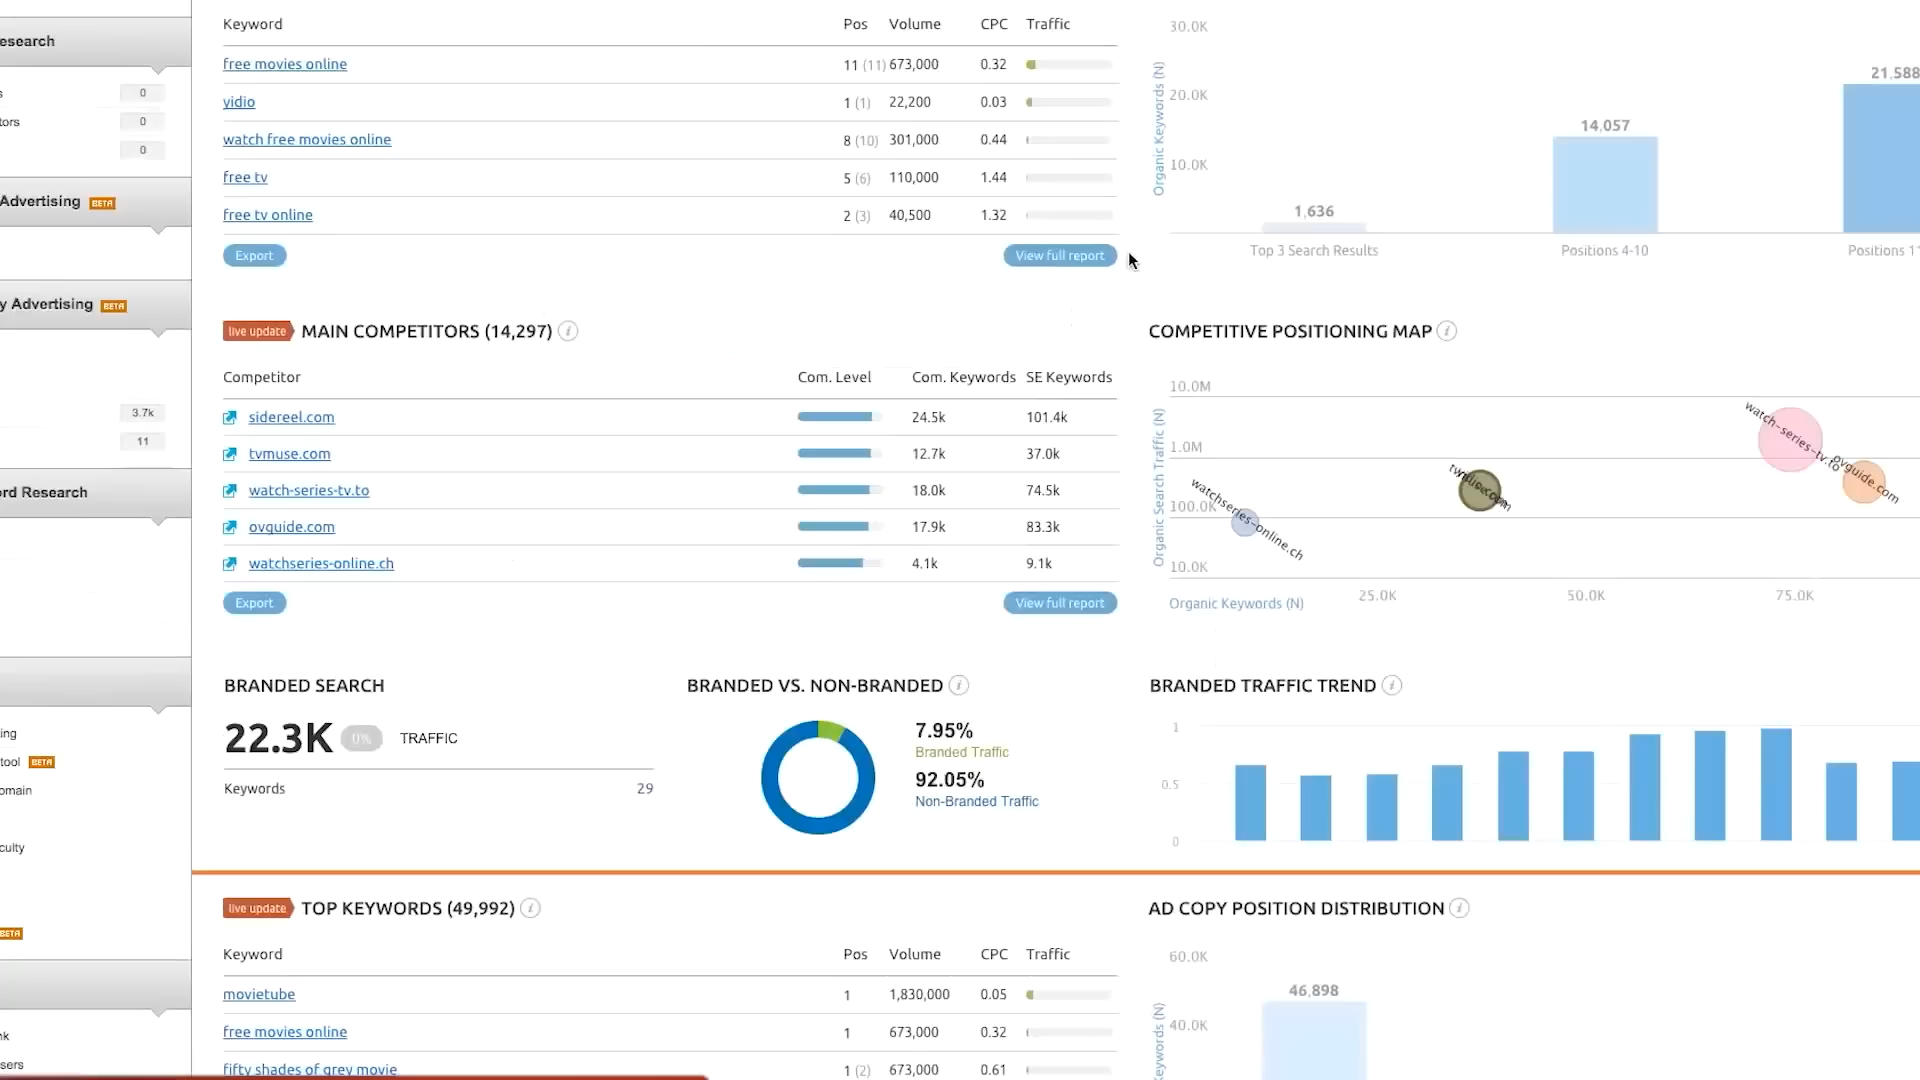 esearch
s 0
tors 0
0
Advertising BETA
y Advertising BETA
3.7k
11
ord Research
ing
tool BETA
omain
culty
BETA
nk
sers
Keyword Pos Volume CPC Traffic
free movies online 11 (11) 673,000 0.32
vidio 1 (1) 22,200 0.03
watch free movies online 8 (10) 301,000 0.44
free tv 5 (6) 110,000 1.44
free tv online 2 (3) 40,500 1.32
Export View full report
Organic Keywords (N)
30.0K
20.0K
10.0K
1,636
14,057
21,588
Top 3 Search Results Positions 4-10 Positions 1
live update MAIN COMPETITORS (14,297) i
Competitor Com. Level Com. Keywords SE Keywords
sidereel.com 24.5k 101.4k
tvmuse.com 12.7k 37.0k
watch-series-tv.to 18.0k 74.5k
ovguide.com 17.9k 83.3k
watchseries-online.ch 4.1k 9.1k
Export View full report
COMPETITIVE POSITIONING MAP i
Organic Search Traffic (N)
10.0M
1.0M
100.0K
10.0K
watch-series-tv.to
ovguide.com
watchseries-online.ch
25.0K 50.0K 75.0K
Organic Keywords (N)
BRANDED SEARCH
22.3K 0% TRAFFIC
Keywords 29
BRANDED VS. NON-BRANDED i
7.95%
Branded Traffic
92.05%
Non-Branded Traffic
BRANDED TRAFFIC TREND i
1
0.5
0
live update TOP KEYWORDS (49,992) i
Keyword Pos Volume CPC Traffic
movietube 1 1,830,000 0.05
free movies online 1 673,000 0.32
fifty shades of grey movie 1 (2) 673,000 0.61
AD COPY POSITION DISTRIBUTION i
60.0K
40.0K
46,898
Keywords (N)